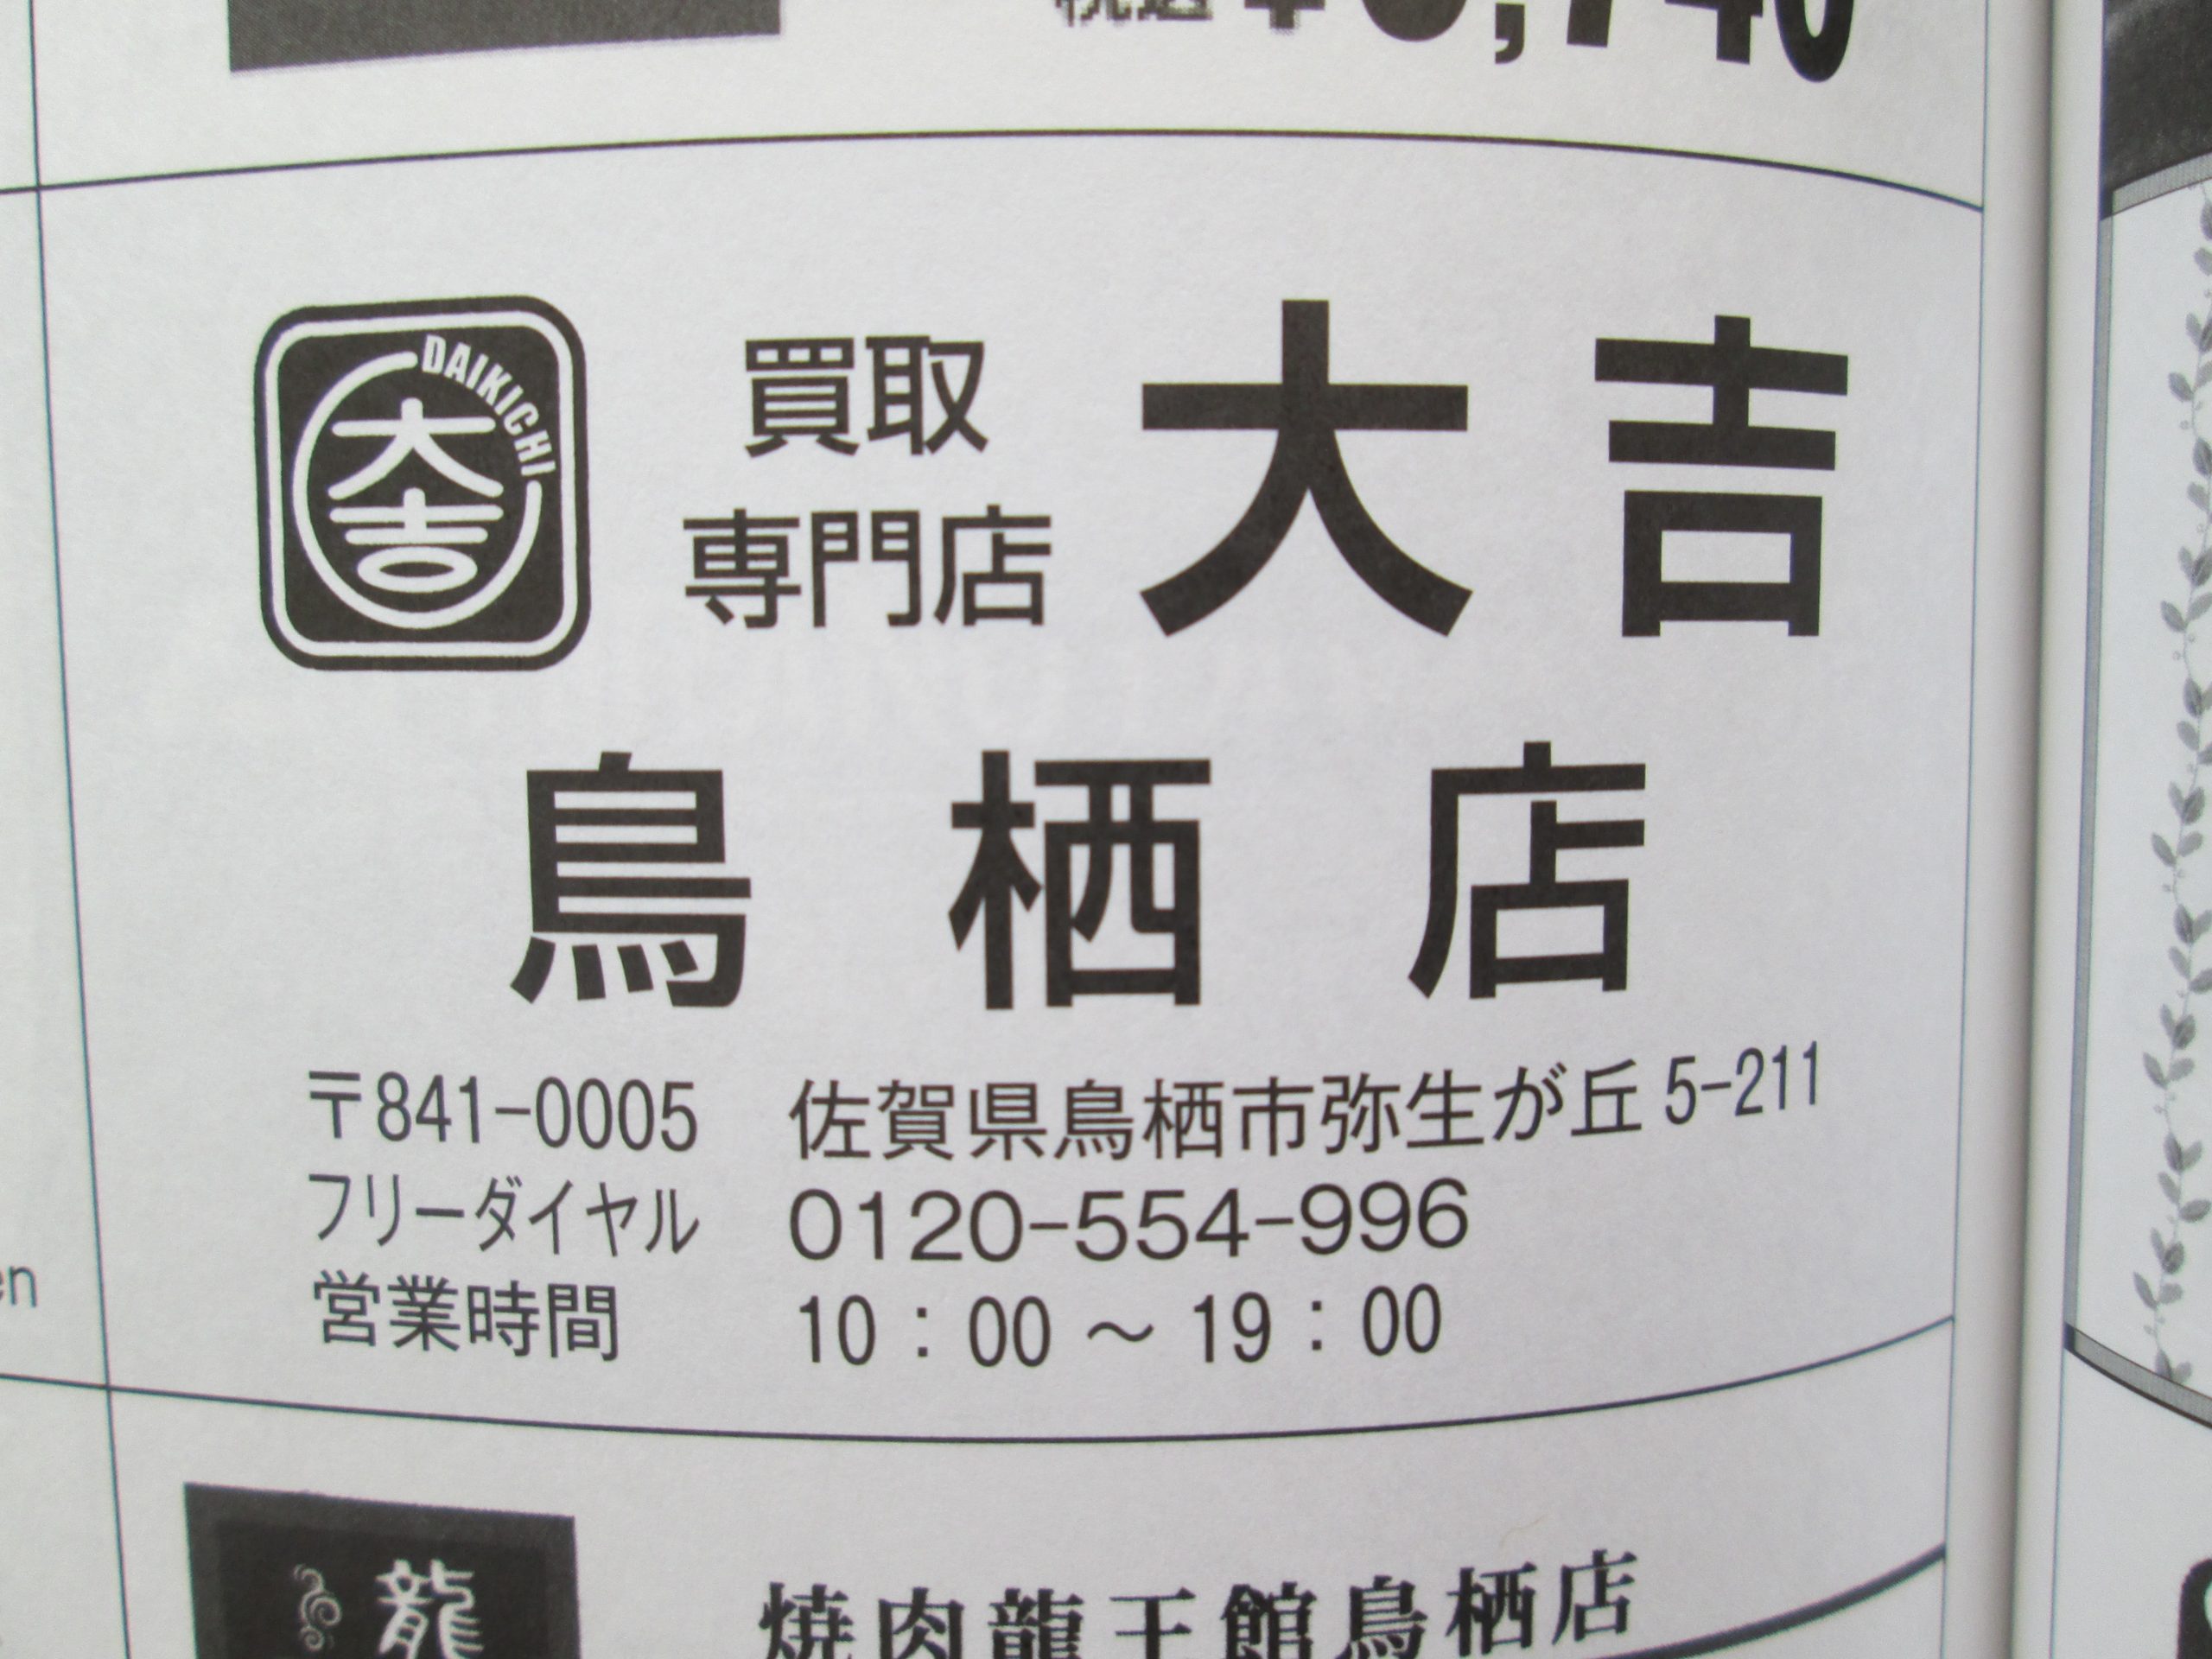 DAIKICHI
大吉
買取
専門店
大吉
鳥栖店
〒841-0005 佐賀県鳥栖市弥生が丘5-211
フリーダイヤル 0120-554-996
営業時間 10:00～19:00
龍
焼肉龍王館鳥栖店